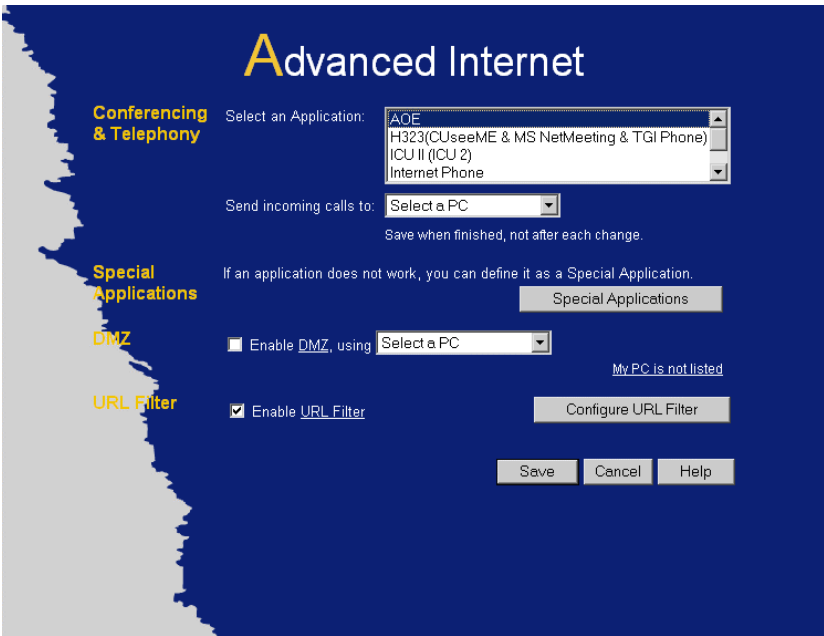 Advanced Internet
Conferencing
& Telephony
Select an Application:
AOE
H323(CUseeME & MS NetMeeting & TGI Phone)
ICU II (ICU 2)
Internet Phone
Send incoming calls to:
Select a PC
Save when finished, not after each change.
Special
Applications
If an application does not work, you can define it as a Special Application.
Special Applications
DMZ
Enable DMZ, using
Select a PC
My PC is not listed
URL Filter
Enable URL Filter
Configure URL Filter
Save
Cancel
Help